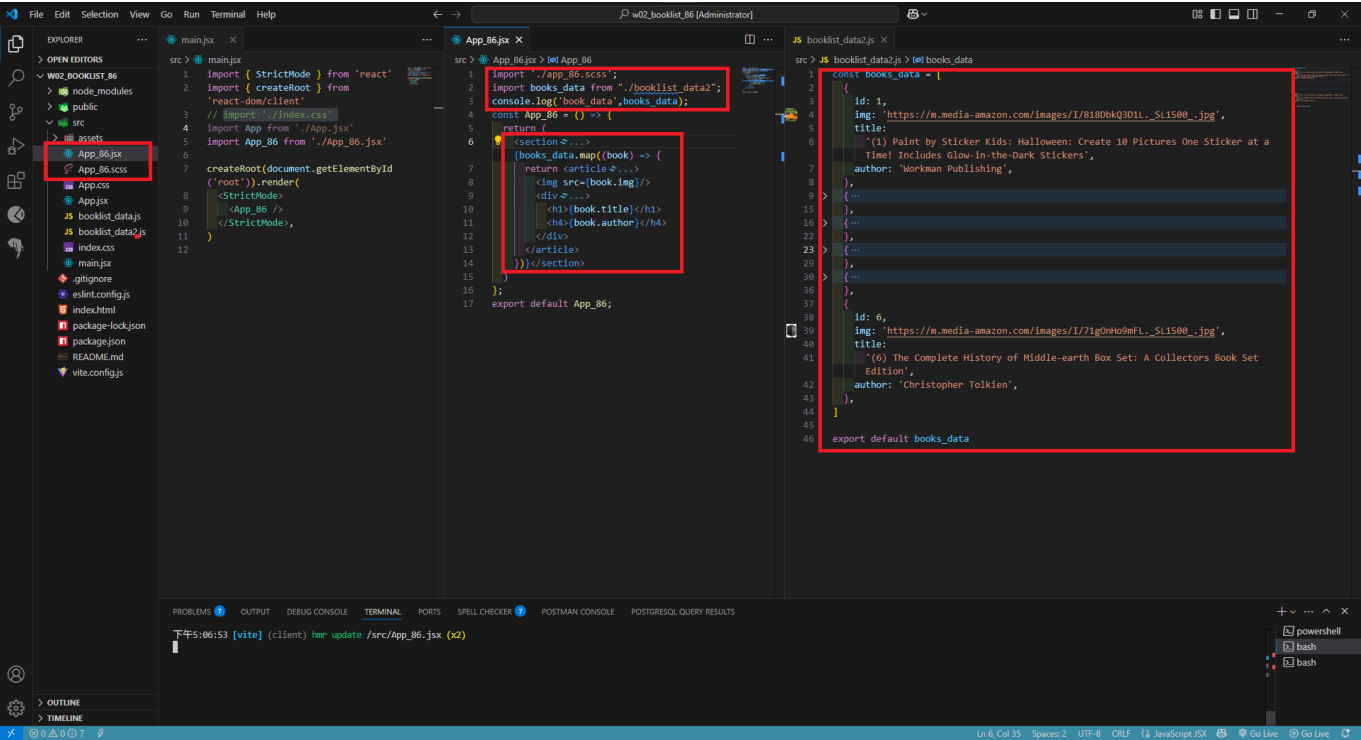 File Edit Selection View Go Run Terminal Help
w02_booklist_86 [Administrator]
EXPLORER
OPEN EDITORS
W02_BOOKLIST_86
node_modules
public
src
assets
App_86.jsx
App_86.scss
App.css
App.jsx
booklist_data.js
booklist_data2.js
index.css
main.jsx
.gitignore
eslint.config.js
index.html
package-lock.json
package.json
README.md
vite.config.js
OUTLINE
TIMELINE
main.jsx
src > main.jsx
1 import { StrictMode } from 'react'
2 import { createRoot } from
'react-dom/client'
3 // import './index.css'
4 import App from './App.jsx'
5 import App_86 from './App_86.jsx'
6
7 createRoot(document.getElementById
('root')).render(
8 <StrictMode>
9 <App_86 />
10 </StrictMode>,
11 )
12
App_86.jsx
src > App_86.jsx > App_86
1 import './app_86.scss';
2 import books_data from "./booklist_data2";
3 console.log('book_data',books_data);
4 const App_86 = () => {
5 return (
6 <section...>
{books_data.map((book) => {
7 return <article...>
8 <img src={book.img}/>
9 <div...>
10 <h1>{book.title}</h1>
11 <h4>{book.author}</h4>
12 </div>
13 </article>
14 })}</section>
15 )
16 };
17 export default App_86;
JS booklist_data2.js
src > JS booklist_data2.js > books_data
1 const books_data = [
2 {
3 id: 1,
4 img: 'https://m.media-amazon.com/images/I/818DbkQ3D1L._SL1500_.jpg',
5 title:
6 '(1) Paint by Sticker Kids: Halloween: Create 10 Pictures One Sticker at a
Time! Includes Glow-in-the-Dark Stickers',
7 author: 'Workman Publishing',
8 },
9 { ...
15 },
16 { ...
22 },
23 { ...
29 },
30 { ...
36 },
37 {
38 id: 6,
39 img: 'https://m.media-amazon.com/images/I/71gOnHo9mFL._SL1500_.jpg',
40 title:
41 '(6) The Complete History of Middle-earth Box Set: A Collectors Book Set
Edition',
42 author: 'Christopher Tolkien',
43 },
44 ]
45
46 export default books_data
PROBLEMS 7 OUTPUT DEBUG CONSOLE TERMINAL PORTS SPELL CHECKER 7 POSTMAN CONSOLE POSTGRESQL QUERY RESULTS
下午5:06:53 [vite] (client) hmr update /src/App_86.jsx (x2)
powershell
bash
bash
0 0 7
Ln 6, Col 35 Spaces: 2 UTF-8 CRLF JavaScript JSX Go Live Go Live